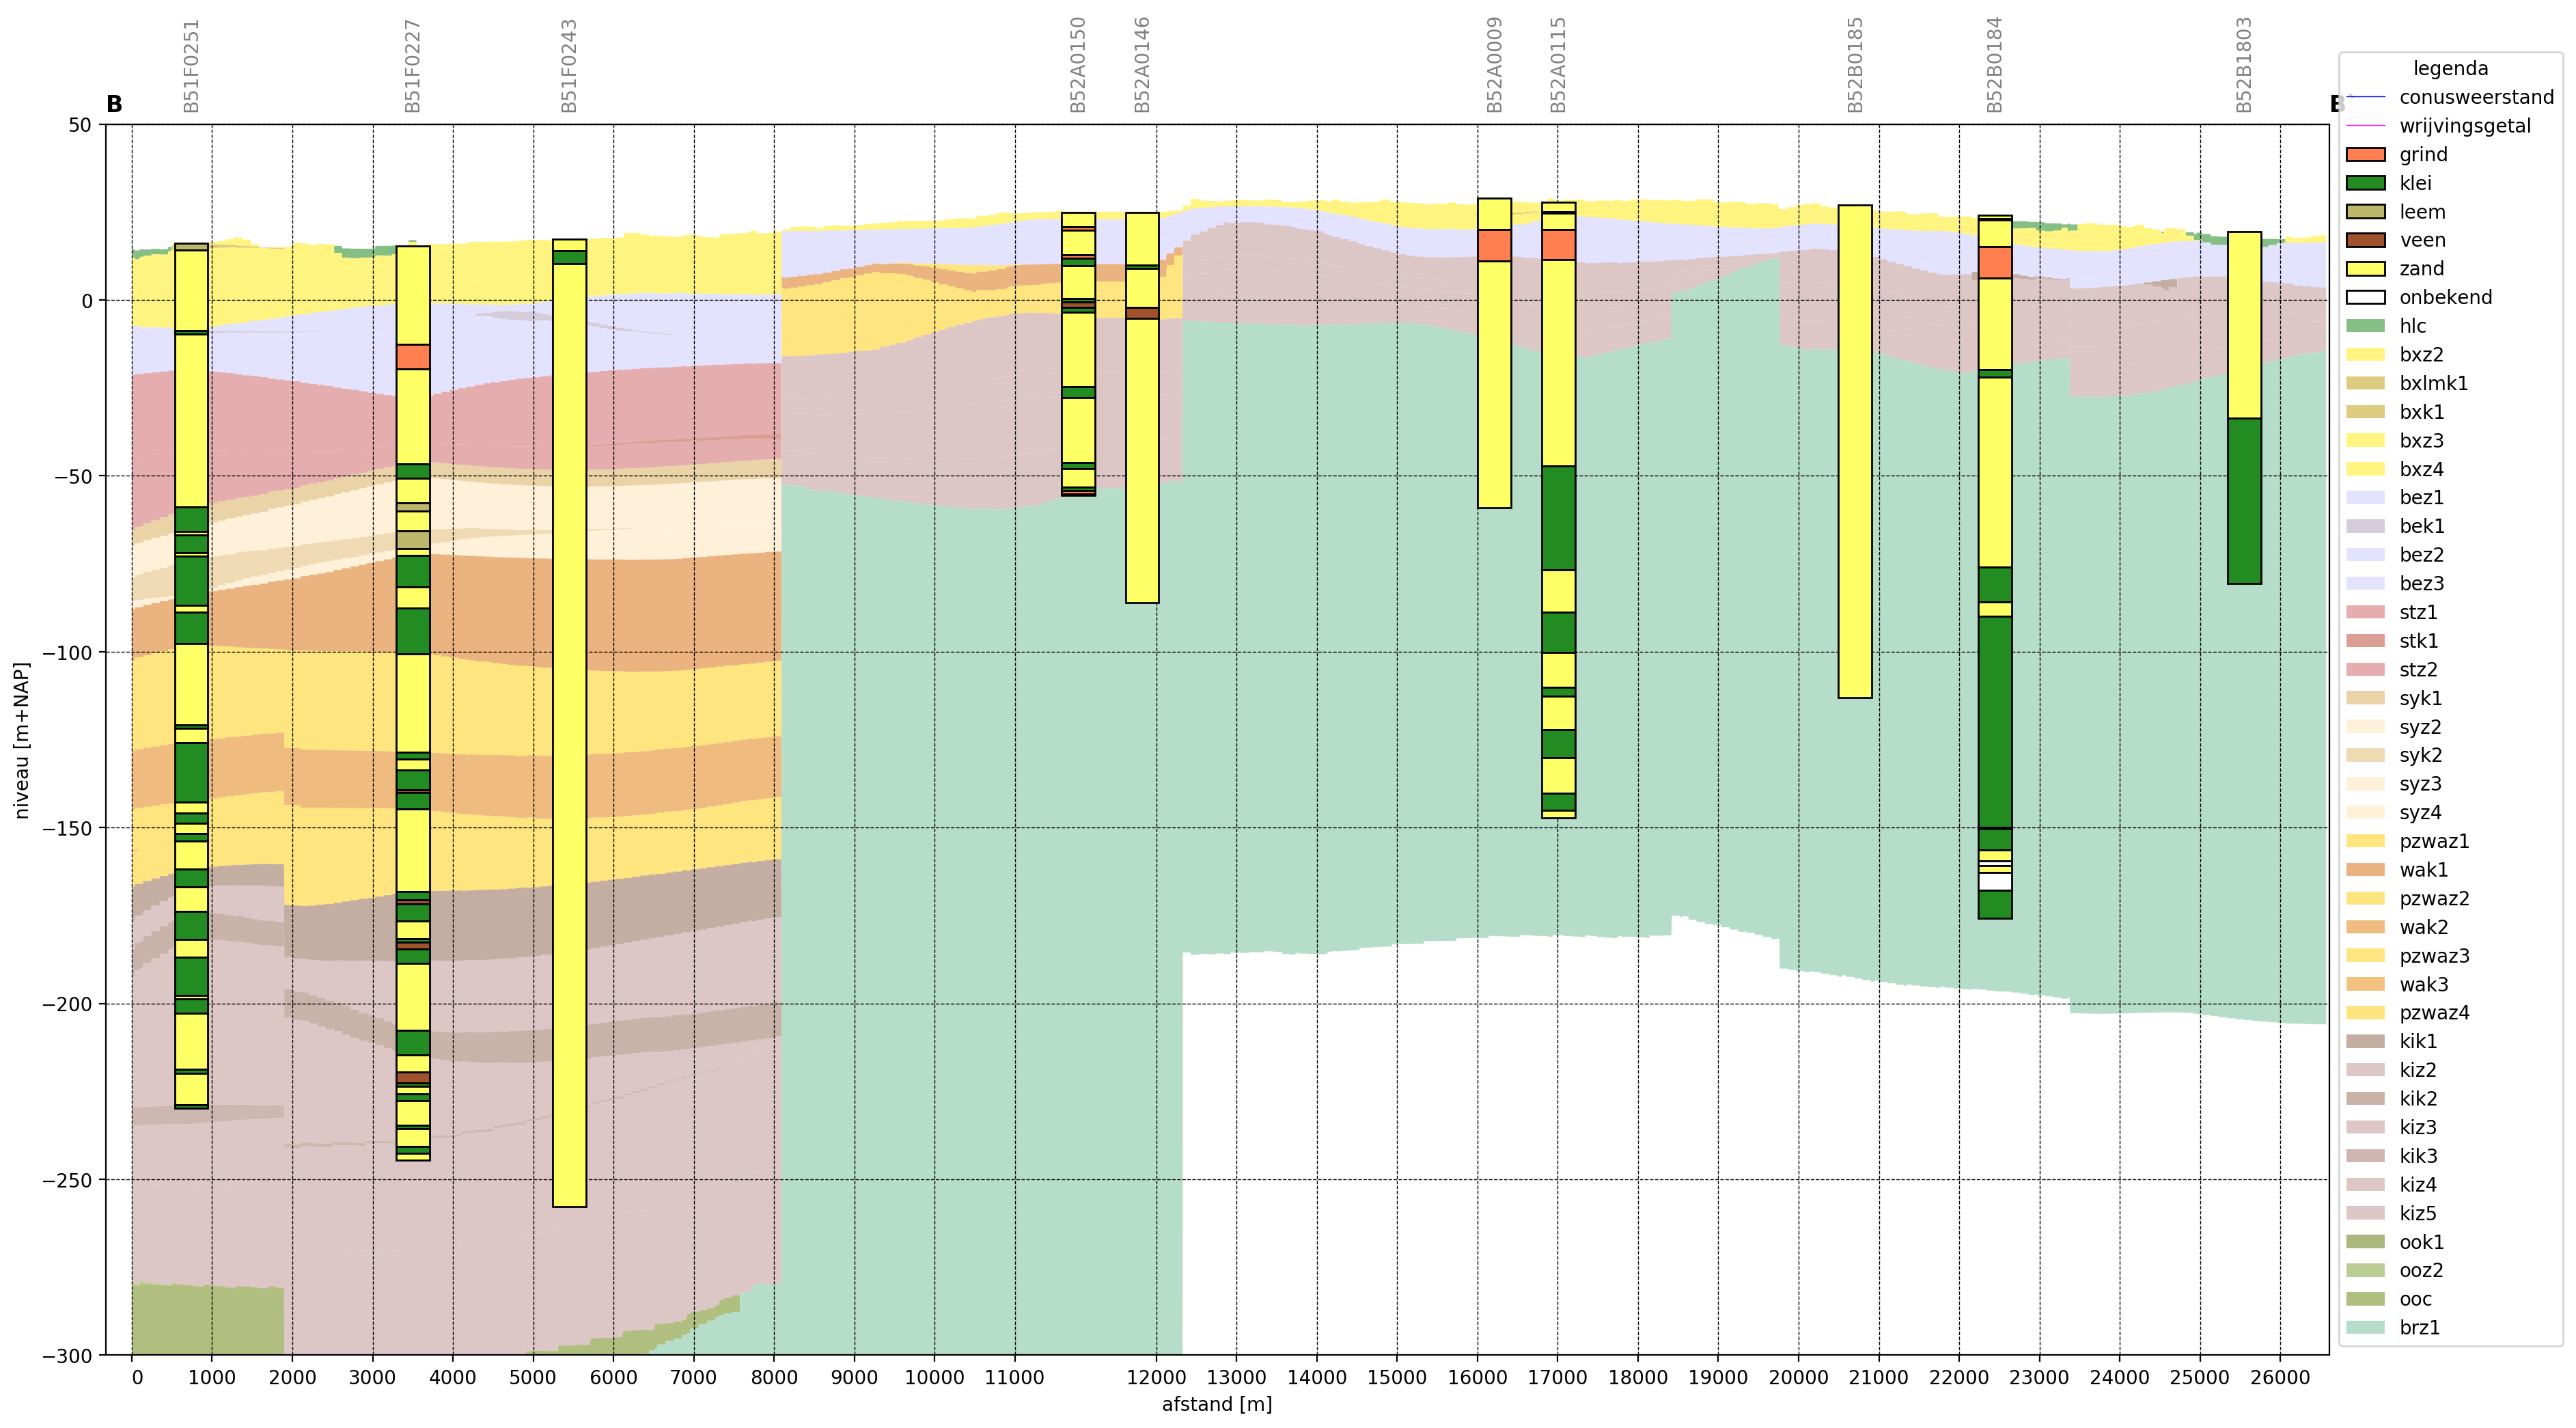 B51F0251
B51F0227
B51F0243
B52A0150
B52A0146
B52A0009
B52A0115
B52B0185
B52B0184
B52B1803
B
B
50
0
−50
−100
−150
−200
−250
−300
niveau [m+NAP]
0 1000 2000 3000 4000 5000 6000 7000 8000 9000 10000 11000 12000 13000 14000 15000 16000 17000 18000 19000 20000 21000 22000 23000 24000 25000 26000
afstand [m]
legenda
conusweerstand
wrijvingsgetal
grind
klei
leem
veen
zand
onbekend
hlc
bxz2
bxlmk1
bxk1
bxz3
bxz4
bez1
bek1
bez2
bez3
stz1
stk1
stz2
syk1
syz2
syk2
syz3
syz4
pzwaz1
wak1
pzwaz2
wak2
pzwaz3
wak3
pzwaz4
kik1
kiz2
kik2
kiz3
kik3
kiz4
kiz5
ook1
ooz2
ooc
brz1